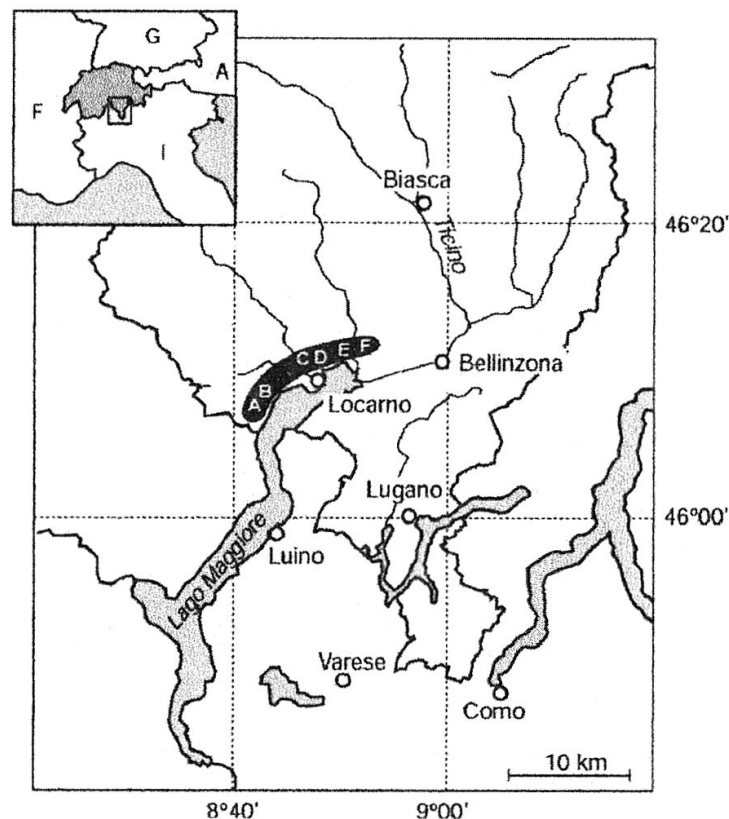 G
A
F
I
Biasca
Ticino
46°20'
C D E F
B
A
Bellinzona
Locarno
Lugano
46°00'
Lago Maggiore
Luino
Varese
Como
10 km
8°40'
9°00'